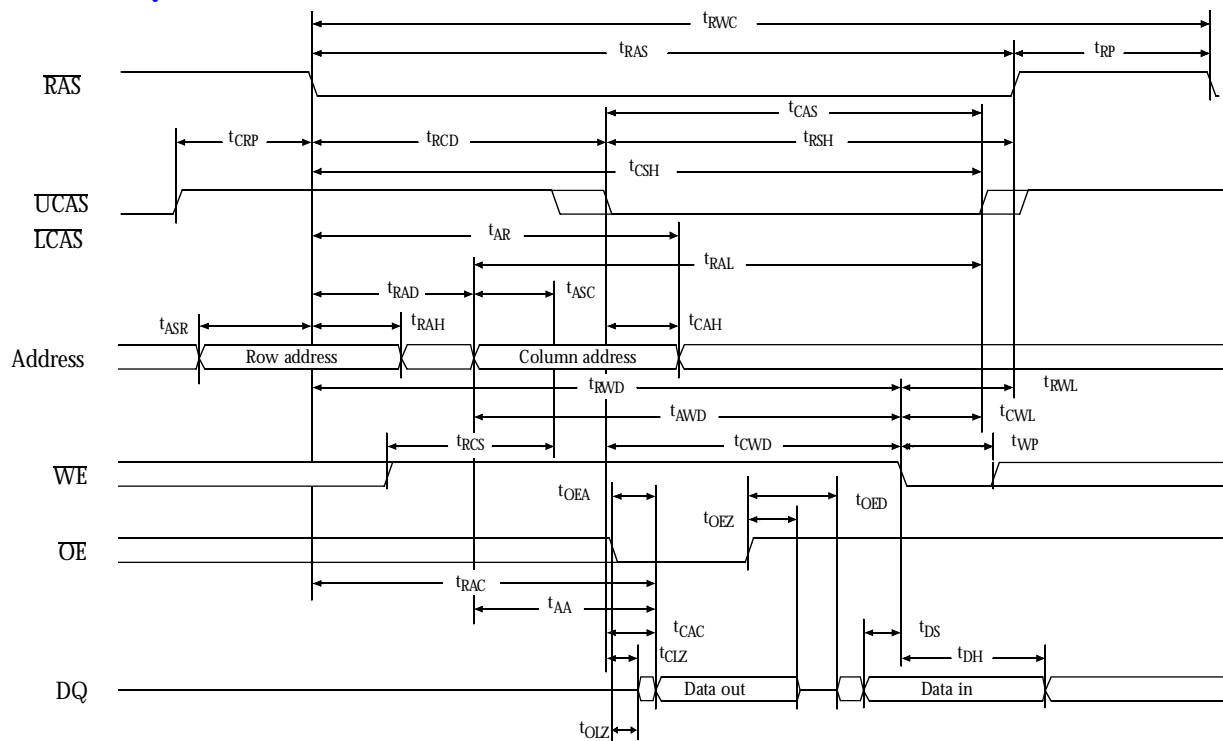 tRWC
tRAS
tRP
RAS
tCAS
tCRP
tRCD
tRSH
tCSH
UCAS
LCAS
tAR
tRAL
tRAD
tASC
tASR
tRAH
tCAH
Address
Row address
Column address
tRWD
tRWL
tAWD
tCWL
tRCS
tCWD
tWP
WE
tOEA
tOED
tOEZ
OE
tRAC
tAA
tCAC
tDS
tCLZ
tDH
DQ
Data out
Data in
tOLZ